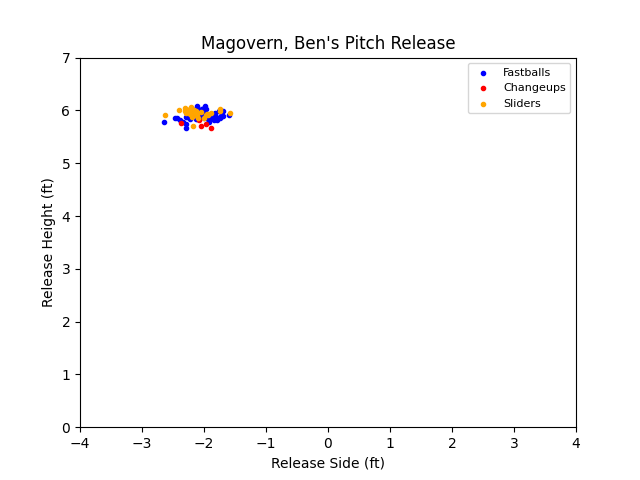 Magovern, Ben's Pitch Release
Fastballs
Changeups
Sliders
7
6
5
4
3
2
1
0
Release Height (ft)
−4 −3 −2 −1 0 1 2 3 4
Release Side (ft)